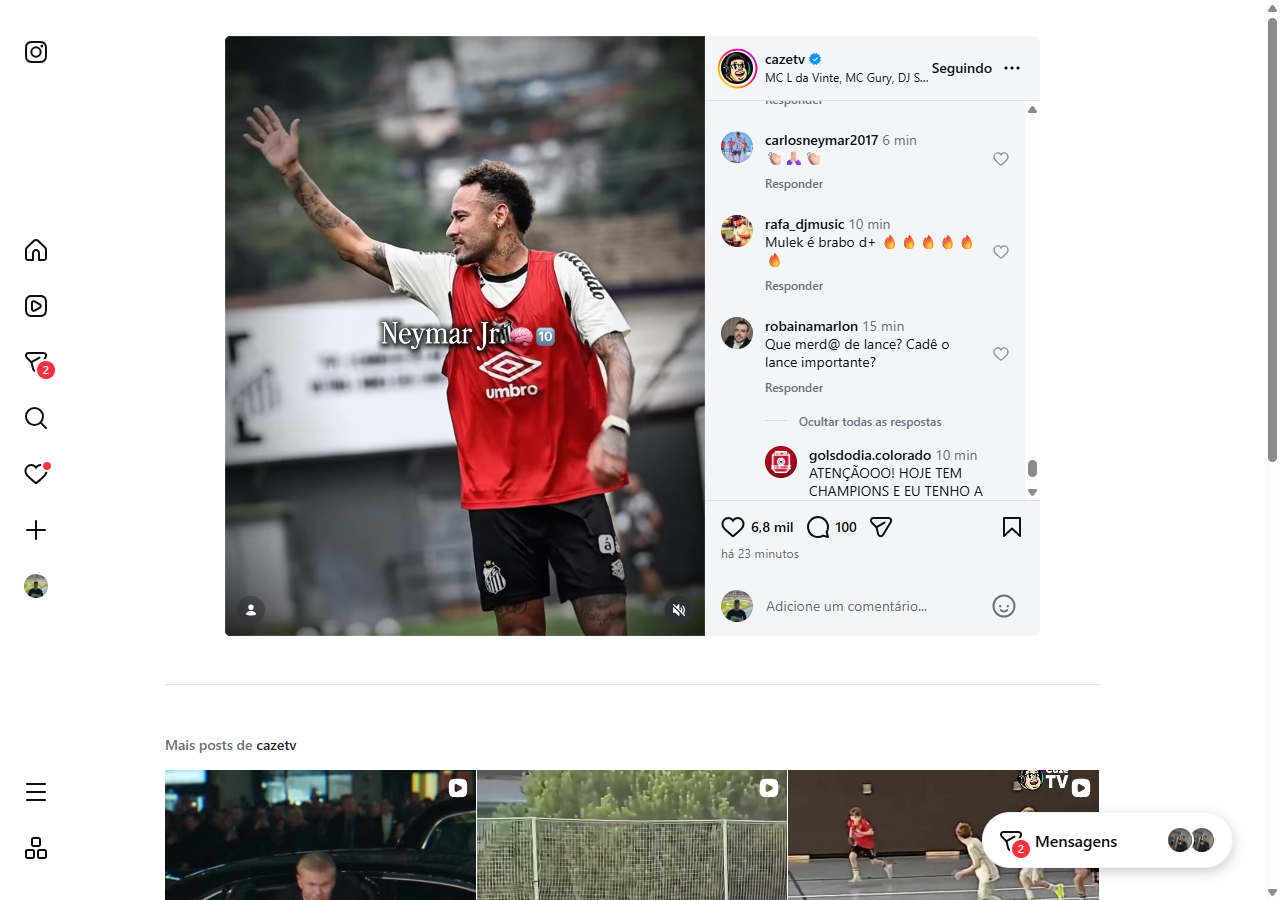 cazetv
MC L da Vinte, MC Gury, DJ S...
Seguindo
Responder
carlosneymar2017 6 min
👏🏻🙏🏻👏🏻
Responder
rafa_djmusic 10 min
Mulek é brabo d+ 🔥🔥🔥🔥🔥
🔥
Responder
robainamarlon 15 min
Que merd@ de lance? Cadê o
lance importante?
Responder
Ocultar todas as respostas
golsdodia.colorado 10 min
ATENÇÃOOO! HOJE TEM
CHAMPIONS E EU TENHO A
Neymar Jr.🧠🔟
umbro
á
2
6,8 mil
100
há 23 minutos
Adicione um comentário...
Mais posts de cazetv
TV
2
Mensagens